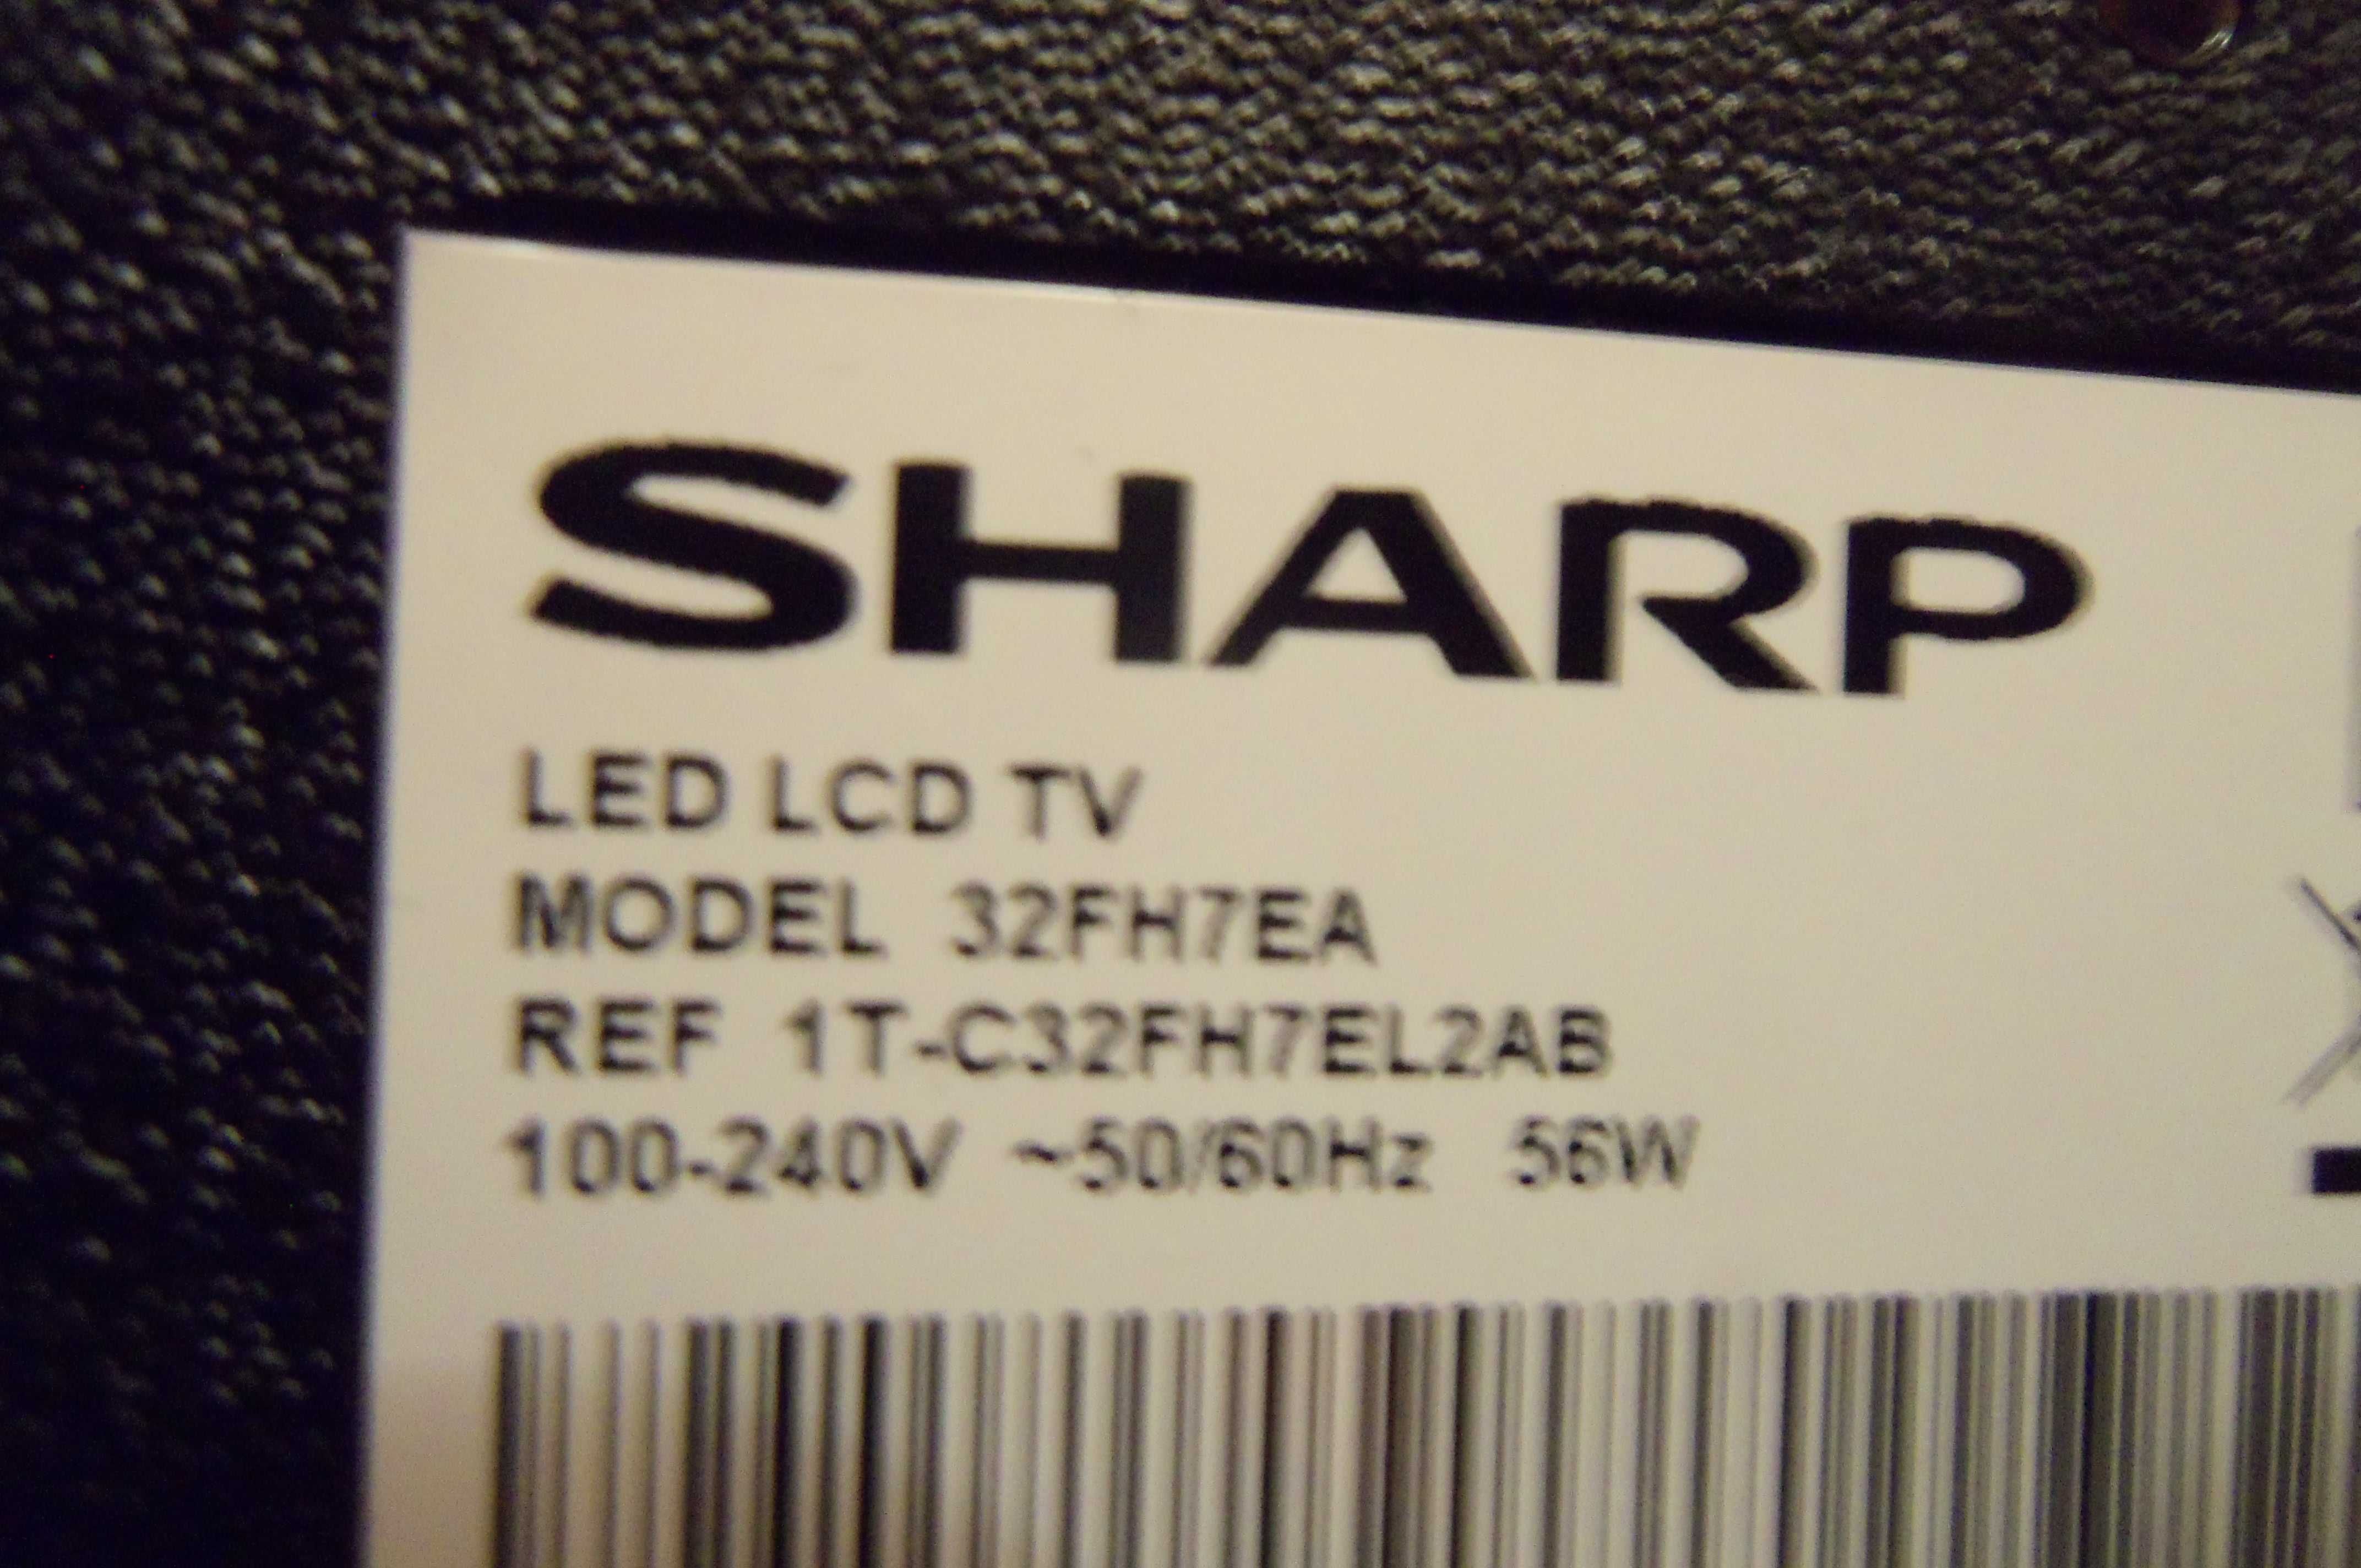 SHARP
LED LCD TV
MODEL 32FH7EA
REF 1T-C32FH7EL2AB
100-240V ~50/60Hz 56W